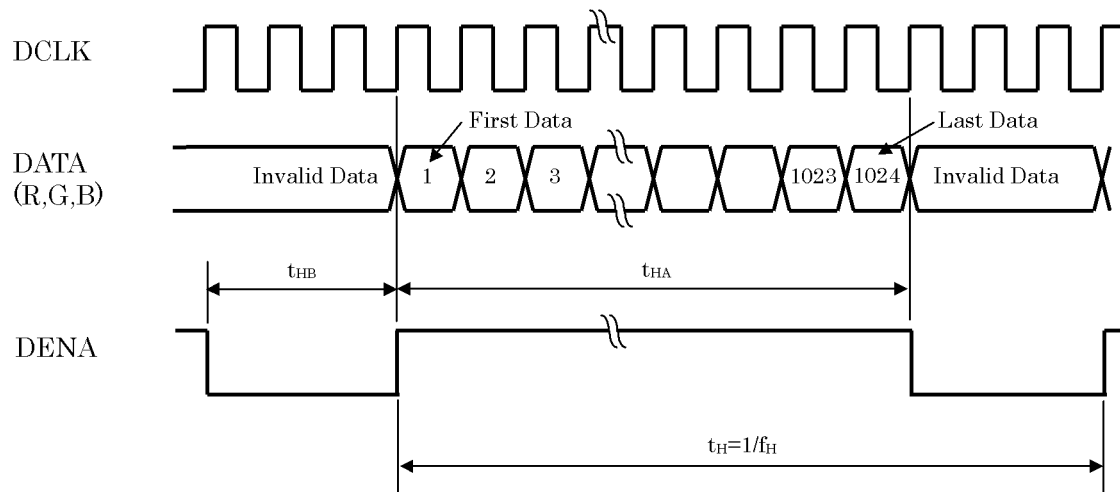 DCLK
First Data
Last Data
DATA
(R,G,B)
Invalid Data
1
2
3
1023
1024
Invalid Data
tHB
tHA
DENA
tH=1/fH